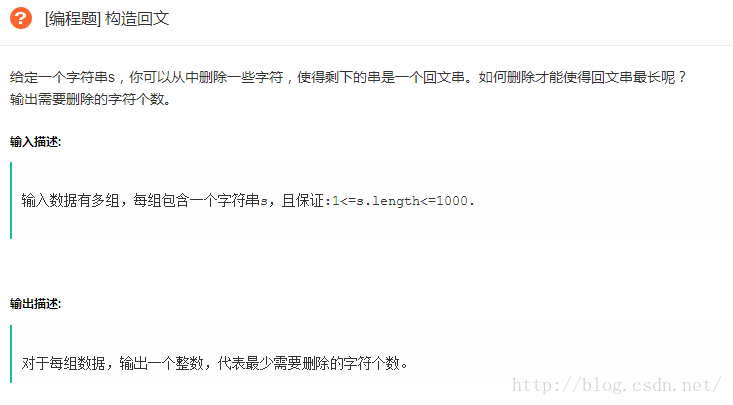 [编程题] 构造回文
给定一个字符串s，你可以从中删除一些字符，使得剩下的串是一个回文串。如何删除才能使得回文串最长呢？
输出需要删除的字符个数。
输入描述:
输入数据有多组，每组包含一个字符串s，且保证:1<=s.length<=1000.
输出描述:
对于每组数据，输出一个整数，代表最少需要删除的字符个数。
http://blog.csdn.net/